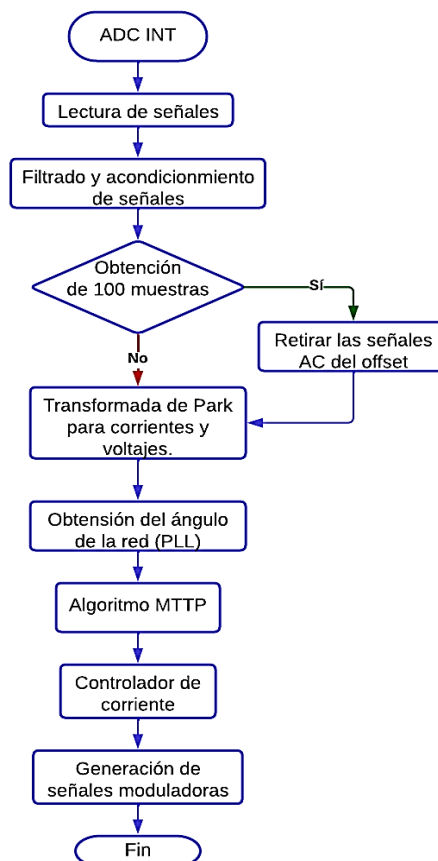 ADC INT
Lectura de señales
Filtrado y acondicionmiento
de señales
Obtención
de 100 muestras
Sí
Retirar las señales
AC del offset
No
Transformada de Park
para corrientes y
voltajes.
Obtensión del ángulo
de la red (PLL)
Algoritmo MTTP
Controlador de
corriente
Generación de
señales moduladoras
Fin